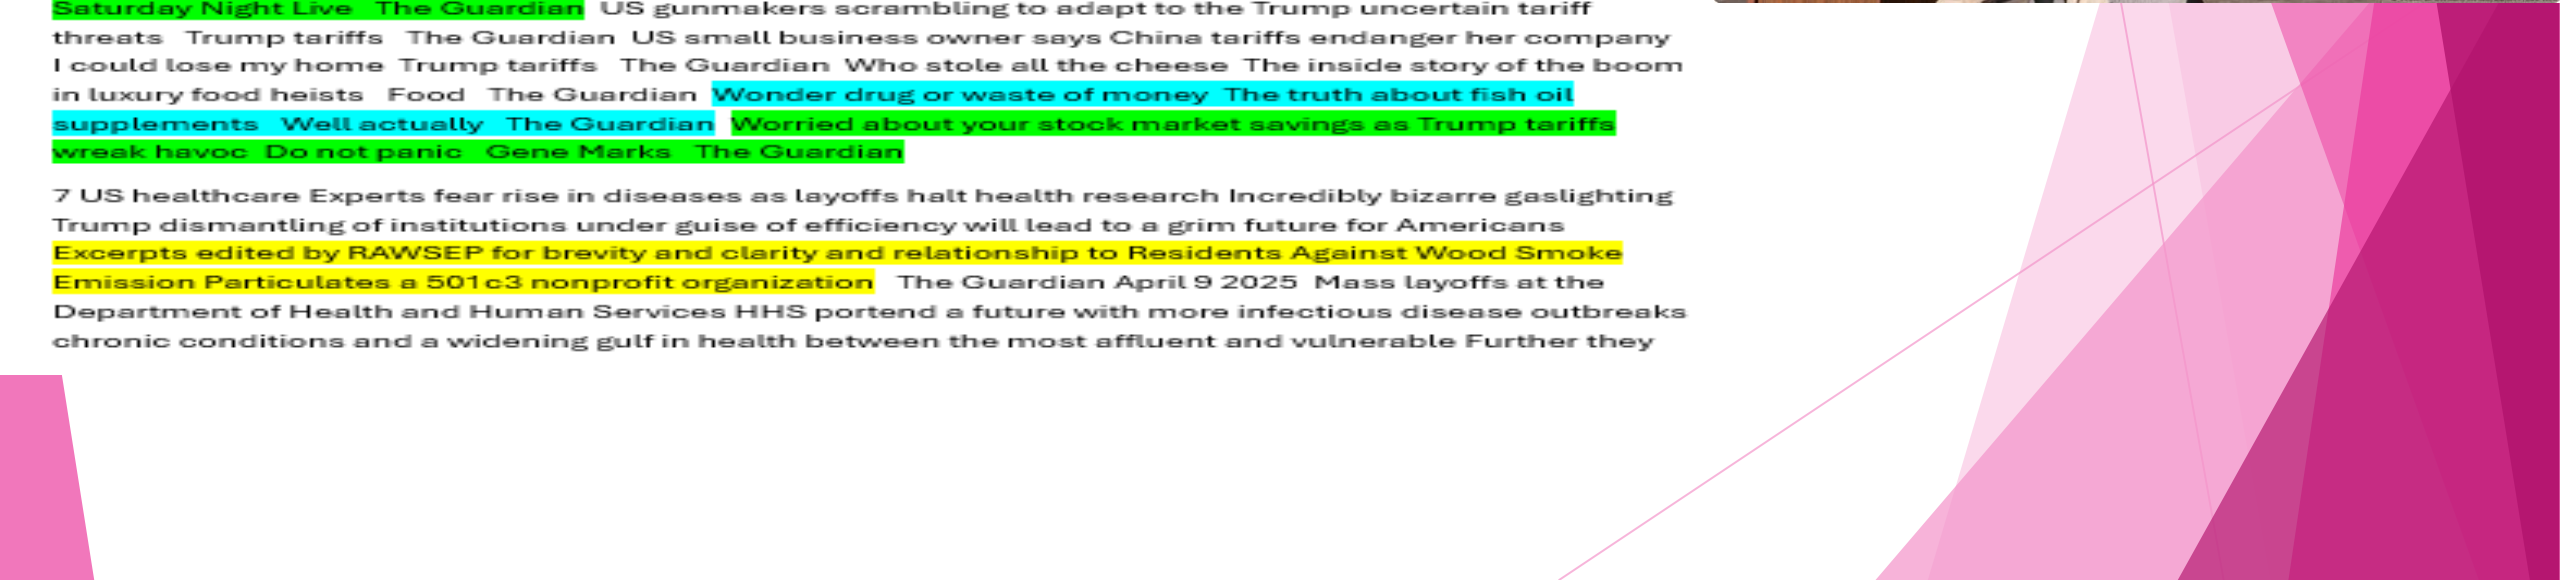 Saturday Night Live The Guardian US gunmakers scrambling to adapt to the Trump uncertain tariff
threats Trump tariffs The Guardian US small business owner says China tariffs endanger her company
I could lose my home Trump tariffs The Guardian Who stole all the cheese The inside story of the boom
in luxury food heists Food The Guardian Wonder drug or waste of money The truth about fish oil
supplements Well actually The Guardian Worried about your stock market savings as Trump tariffs
wreak havoc Do not panic Gene Marks The Guardian
7 US healthcare Experts fear rise in diseases as layoffs halt health research Incredibly bizarre gaslighting
Trump dismantling of institutions under guise of efficiency will lead to a grim future for Americans
Excerpts edited by RAWSEP for brevity and clarity and relationship to Residents Against Wood Smoke
Emission Particulates a 501c3 nonprofit organization The Guardian April 9 2025 Mass layoffs at the
Department of Health and Human Services HHS portend a future with more infectious disease outbreaks
chronic conditions and a widening gulf in health between the most affluent and vulnerable Further they